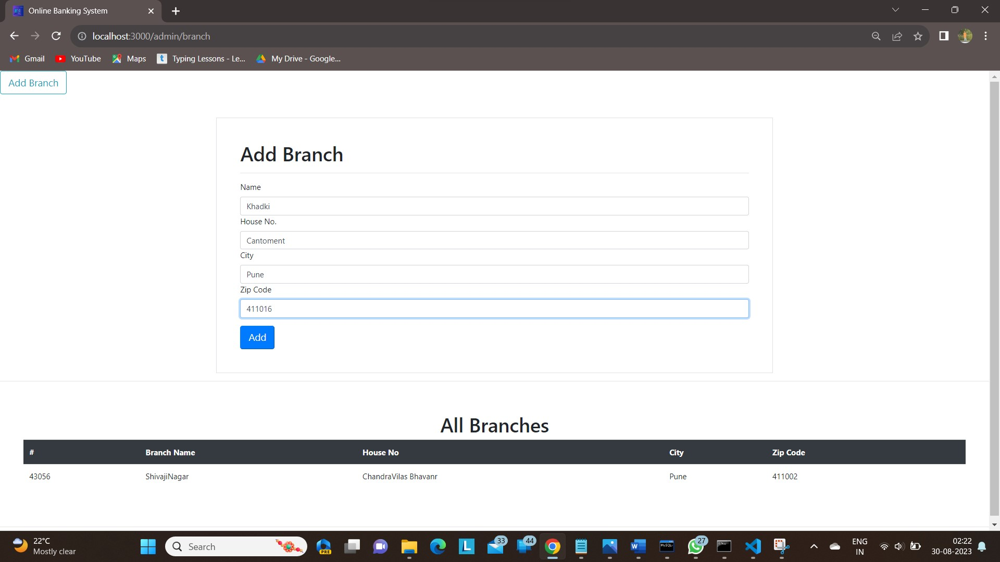 Online Banking System
localhost:3000/admin/branch
Gmail
YouTube
Maps
Typing Lessons - Le...
My Drive - Google...
Add Branch
Add Branch
Name
Khadki
House No.
Cantoment
City
Pune
Zip Code
411016
Add
All Branches
# Branch Name House No City Zip Code
43056 ShivajiNagar ChandraVilas Bhavanr Pune 411002
22°C
Mostly clear
Search
PRE
L
33
44
W
MySQL
27
ENG
IN
02:22
30-08-2023